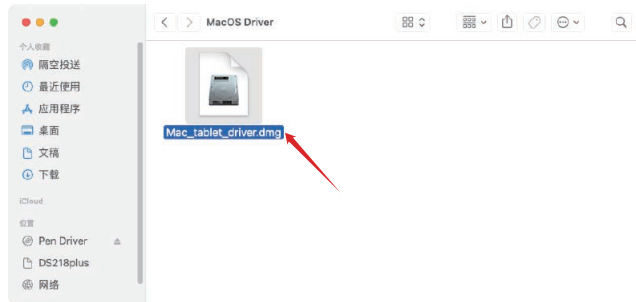 MacOS Driver
个人收藏
隔空投送
最近使用
应用程序
桌面
文稿
下载
iCloud
位置
Pen Driver
DS218plus
网络
Mac_tablet_driver.dmg